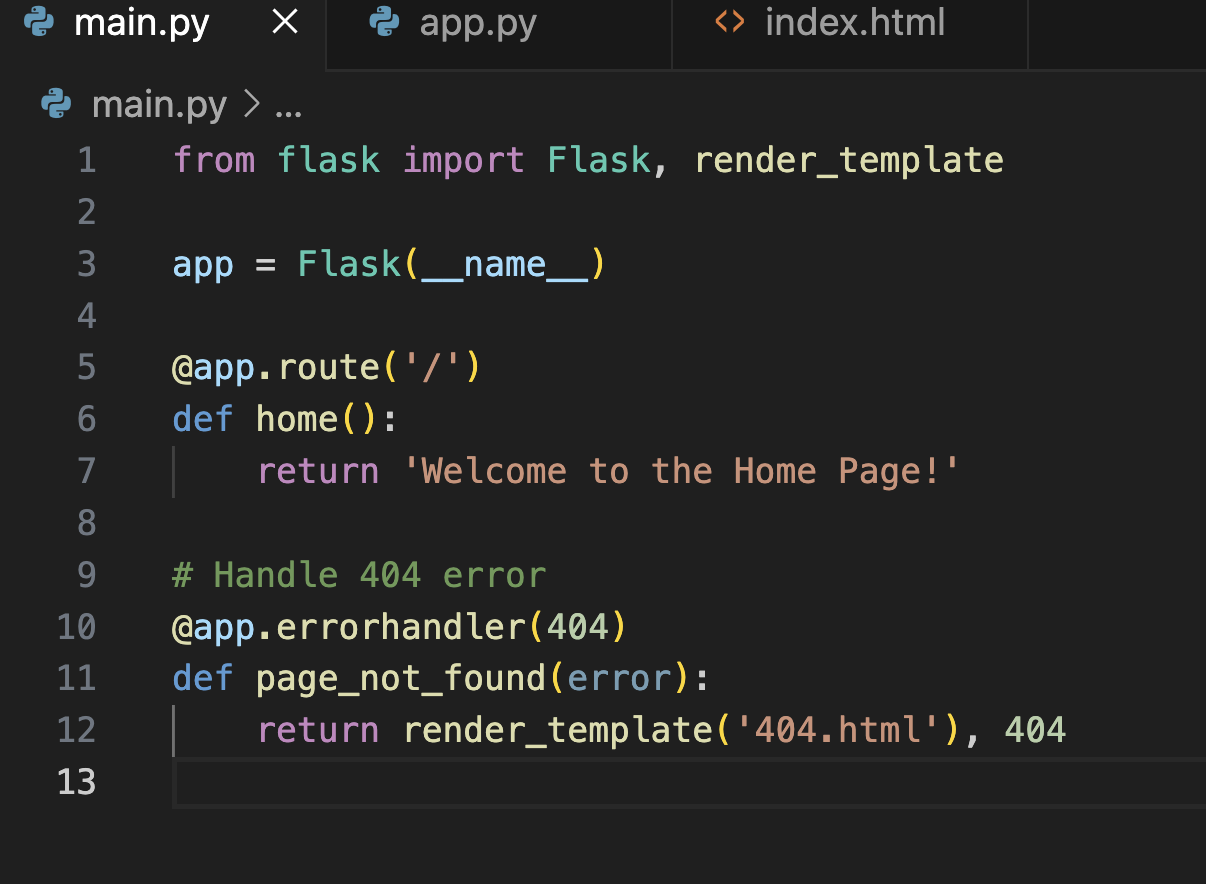 main.py × app.py <> index.html
main.py > ...
1 from flask import Flask, render_template
2
3 app = Flask(__name__)
4
5 @app.route('/')
6 def home():
7     return 'Welcome to the Home Page!'
8
9 # Handle 404 error
10 @app.errorhandler(404)
11 def page_not_found(error):
12     return render_template('404.html'), 404
13